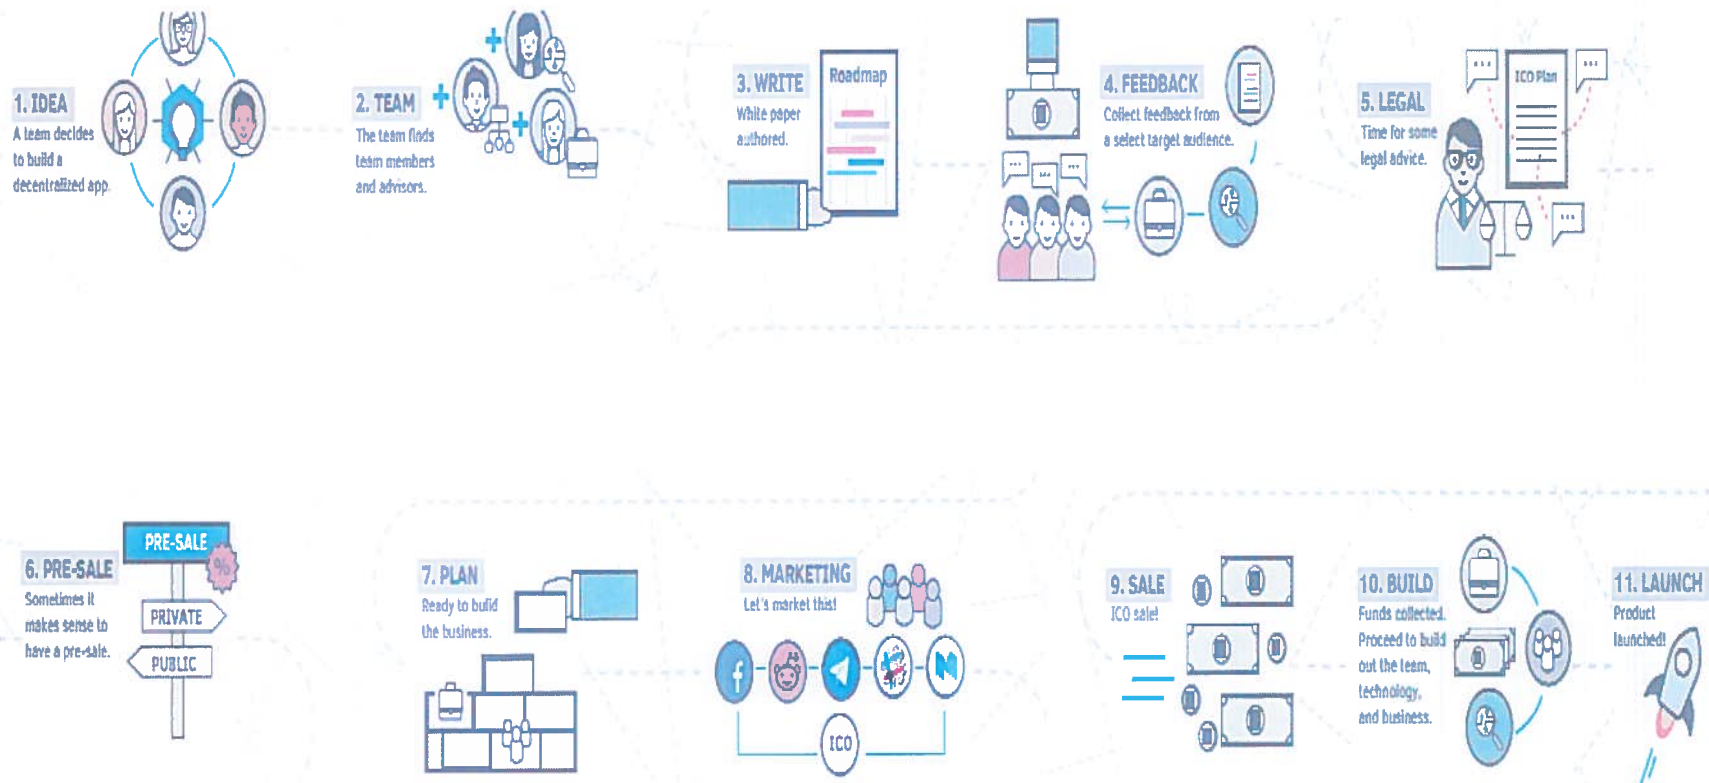 1. IDEA
A team decides
to build a
decentralized app.
2. TEAM
The team finds
team members
and advisors.
3. WRITE
White paper
authored.
Roadmap
4. FEEDBACK
Collect feedback from
a select target audience.
5. LEGAL
Time for some
legal advice.
ICO Plan
6. PRE-SALE
Sometimes it
makes sense to
have a pre-sale.
PRE-SALE
%
PRIVATE
PUBLIC
7. PLAN
Ready to build
the business.
8. MARKETING
Let's market this!
ICO
9. SALE
ICO sale!
10. BUILD
Funds collected.
Proceed to build
out the team,
technology,
and business.
11. LAUNCH
Product
launched!